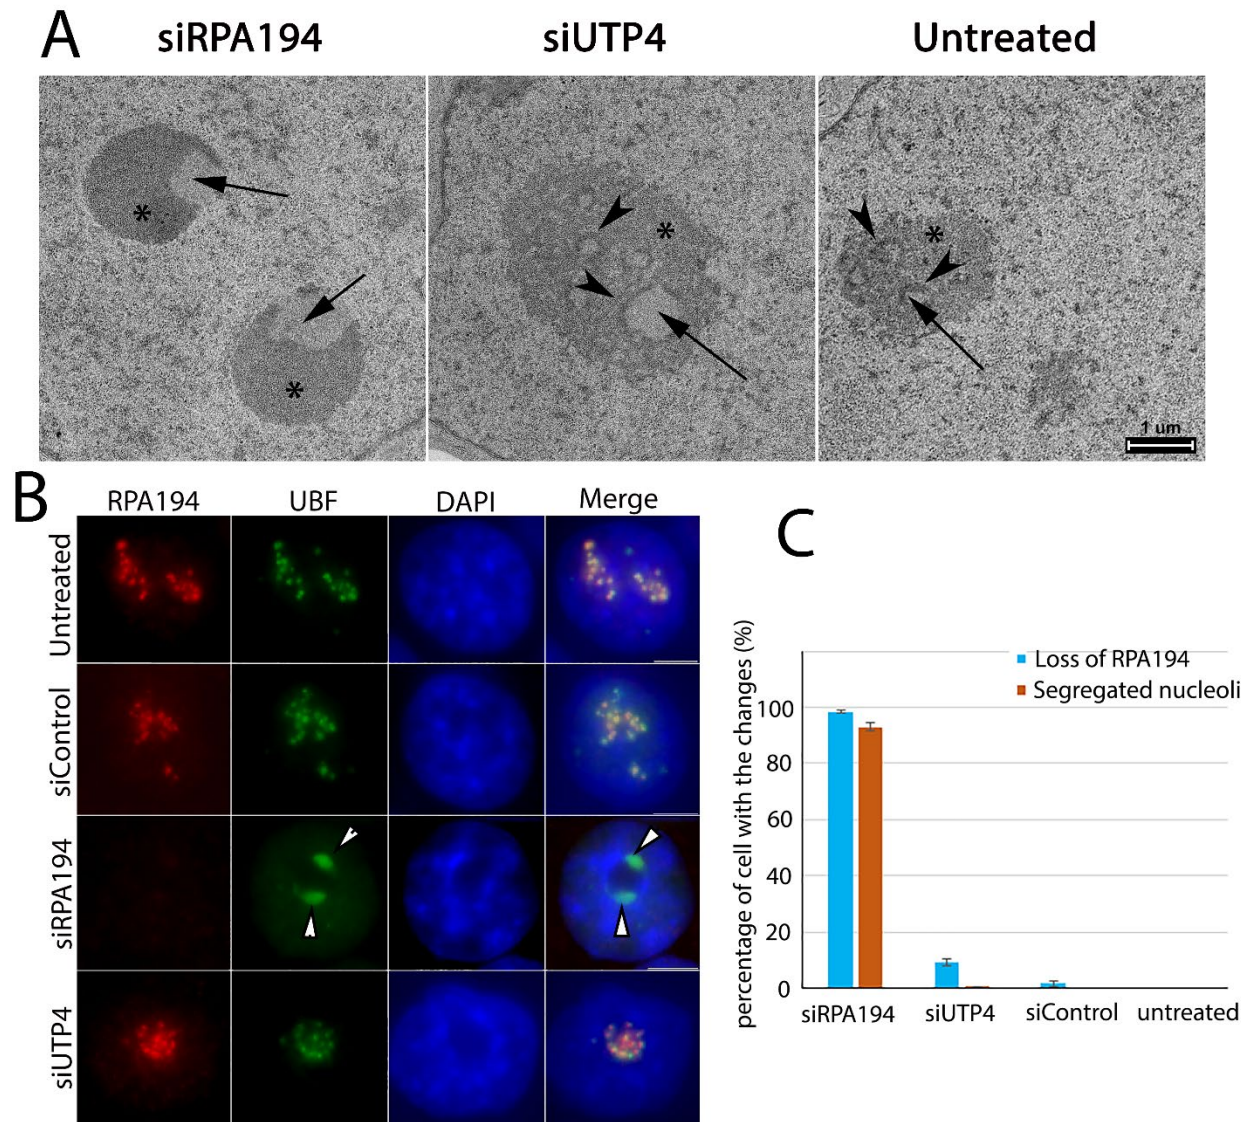 A
siRPA194 siUTP4 Untreated
*
*
*
*
1 um
B
RPA194 UBF DAPI Merge
Untreated
siControl
siRPA194
siUTP4
C
percentage of cell with the changes (%)
Loss of RPA194
Segregated nucleoli
100
80
60
40
20
0
siRPA194 siUTP4 siControl untreated